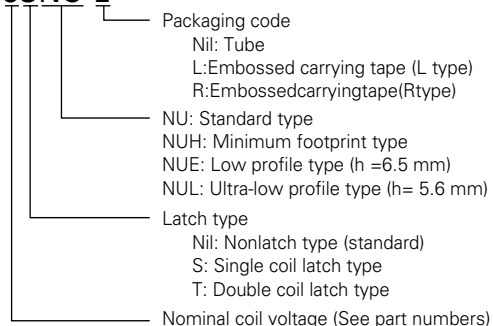 Packaging code
Nil: Tube
L:Embossed carrying tape (L type)
R:Embossedcarryingtape(Rtype)
NU: Standard type
NUH: Minimum footprint type
NUE: Low profile type (h =6.5 mm)
NUL: Ultra-low profile type (h= 5.6 mm)
Latch type
Nil: Nonlatch type (standard)
S: Single coil latch type
T: Double coil latch type
Nominal coil voltage (See part numbers)